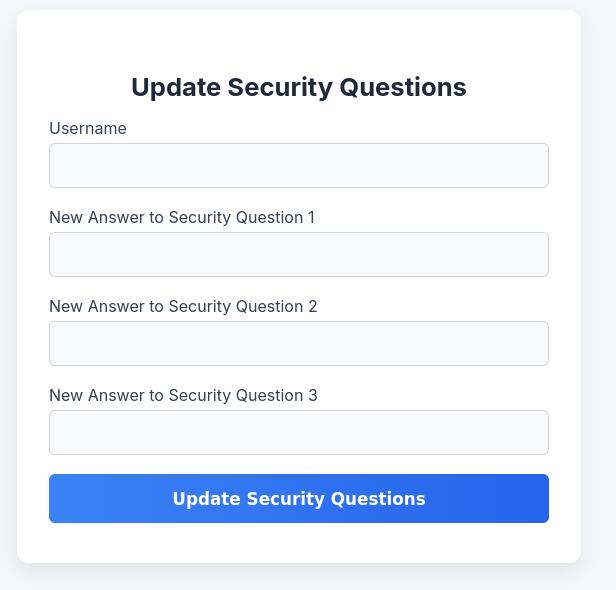 Update Security Questions
Username
New Answer to Security Question 1
New Answer to Security Question 2
New Answer to Security Question 3
Update Security Questions